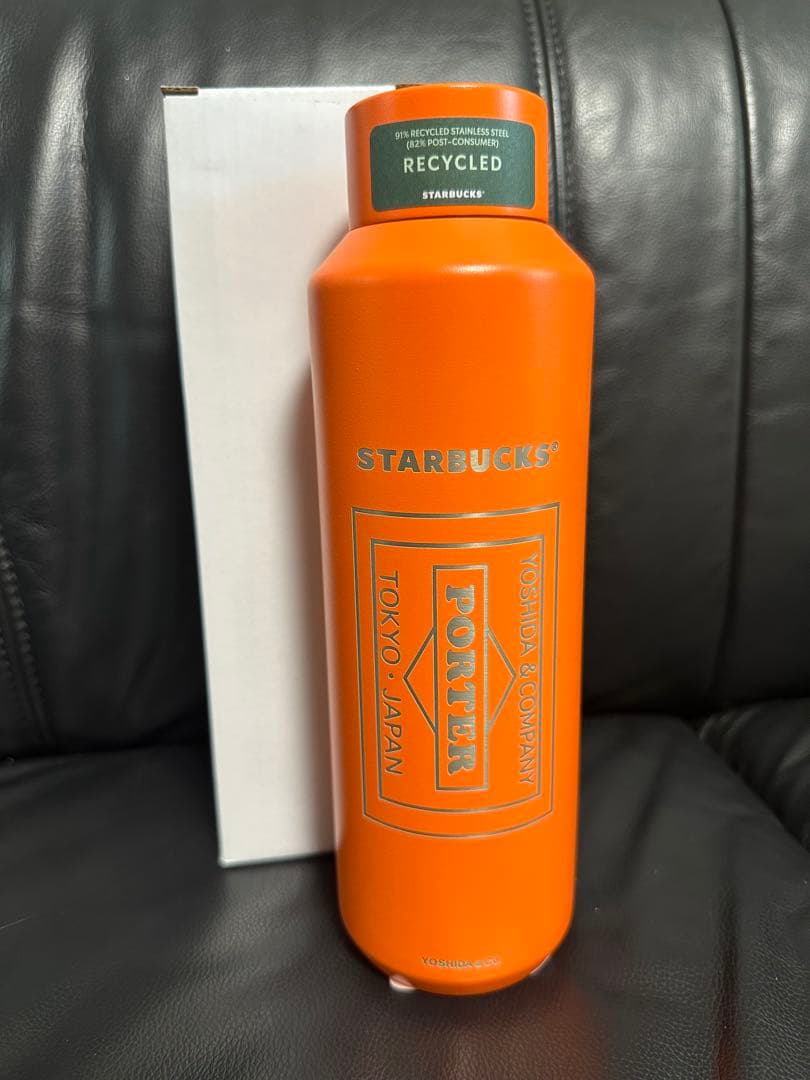 91% RECYCLED STAINLESS STEEL
(82% POST-CONSUMER)
RECYCLED
STARBUCKS®
STARBUCKS®
YOSHIDA & COMPANY
PORTER
TOKYO・JAPAN
YOSHIDA & CO.